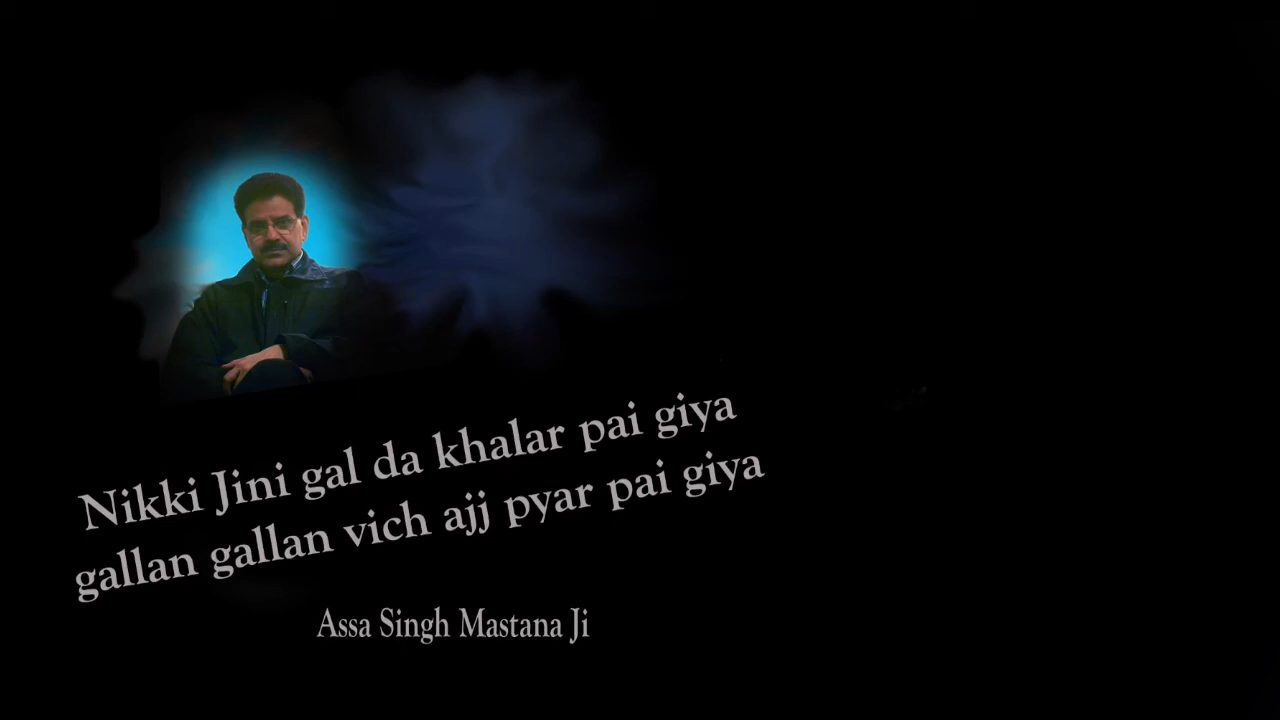 Nikki Jini gal da khalar pai giya
gallan gallan vich ajj pyar pai giya
Assa Singh Mastana Ji